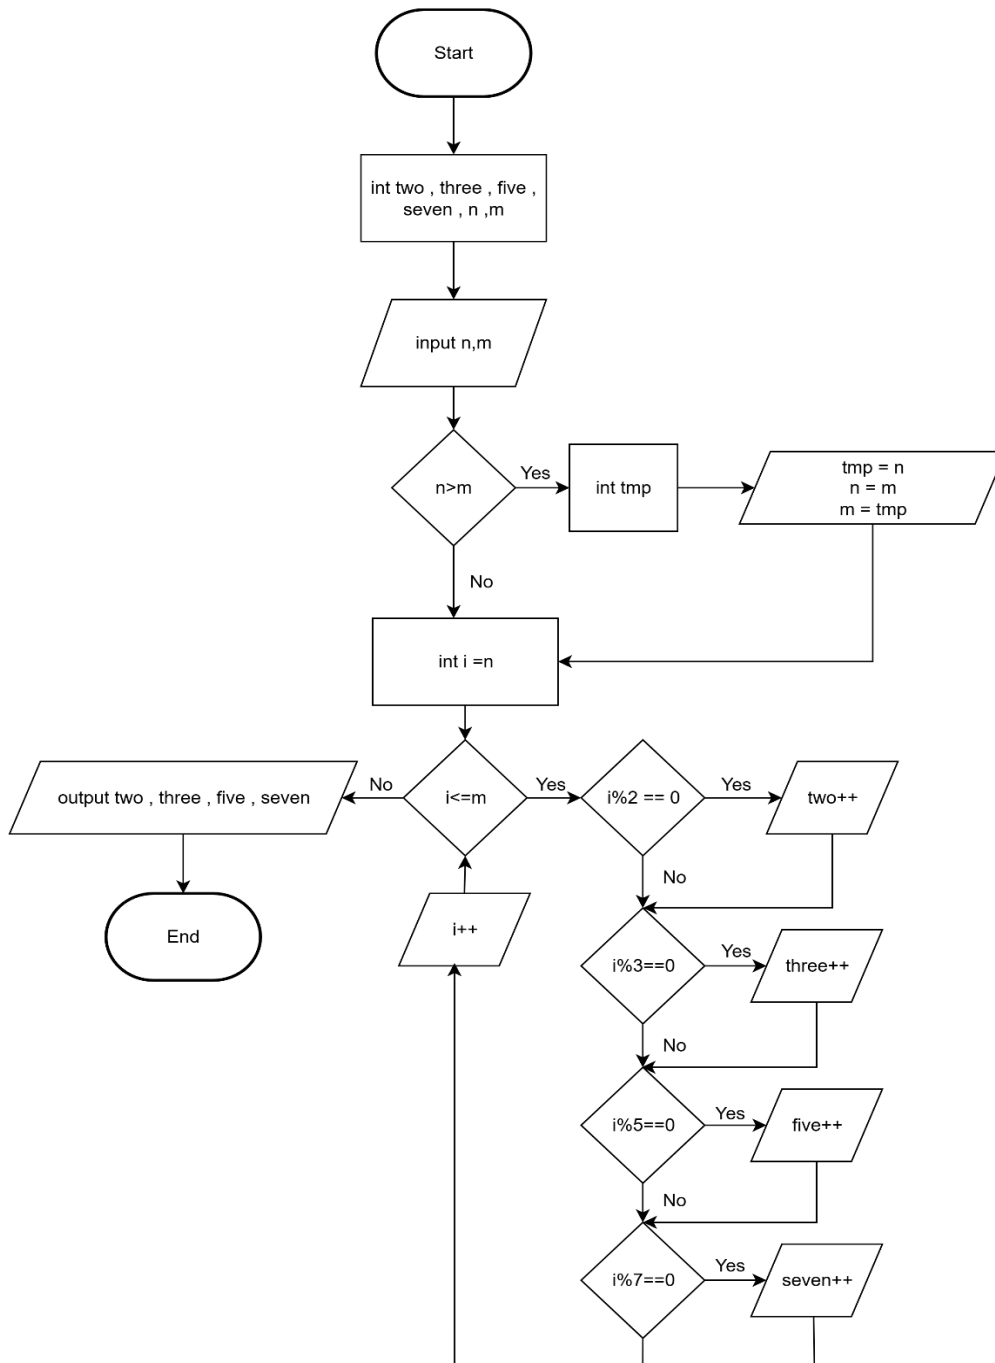 Start
int two , three , five ,
seven , n ,m
input n,m
n>m
Yes
int tmp
tmp = n
n = m
m = tmp
No
int i =n
output two , three , five , seven
No
i<=m
Yes
i%2 == 0
Yes
two++
No
End
i++
i%3==0
Yes
three++
No
i%5==0
Yes
five++
No
i%7==0
Yes
seven++